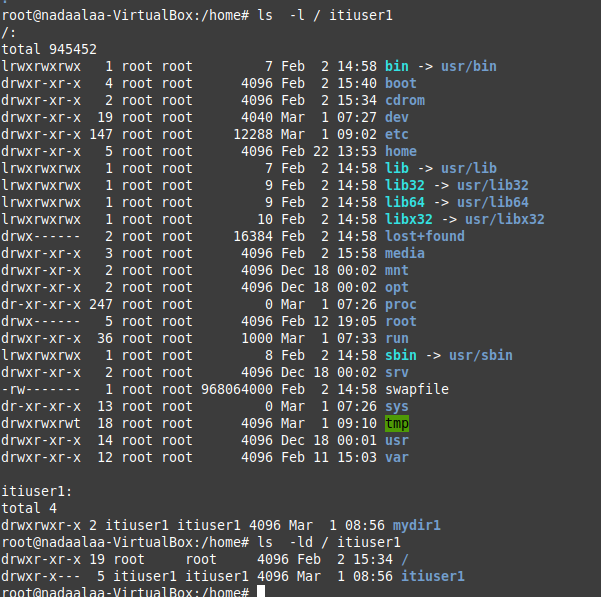 root@nadaalaa-VirtualBox:/home# ls  -l / itiuser1
/:
total 945452
lrwxrwxrwx   1 root root         7 Feb  2 14:58 bin -> usr/bin
drwxr-xr-x   4 root root      4096 Feb  2 15:40 boot
drwxr-xr-x   2 root root      4096 Feb  2 15:34 cdrom
drwxr-xr-x  19 root root      4040 Mar  1 07:27 dev
drwxr-xr-x 147 root root     12288 Mar  1 09:02 etc
drwxr-xr-x   5 root root      4096 Feb 22 13:53 home
lrwxrwxrwx   1 root root         7 Feb  2 14:58 lib -> usr/lib
lrwxrwxrwx   1 root root         9 Feb  2 14:58 lib32 -> usr/lib32
lrwxrwxrwx   1 root root         9 Feb  2 14:58 lib64 -> usr/lib64
lrwxrwxrwx   1 root root        10 Feb  2 14:58 libx32 -> usr/libx32
drwx------   2 root root     16384 Feb  2 14:58 lost+found
drwxr-xr-x   3 root root      4096 Feb  2 15:58 media
drwxr-xr-x   2 root root      4096 Dec 18 00:02 mnt
drwxr-xr-x   2 root root      4096 Dec 18 00:02 opt
dr-xr-xr-x 247 root root         0 Mar  1 07:26 proc
drwx------   5 root root      4096 Feb 12 19:05 root
drwxr-xr-x  36 root root      1000 Mar  1 07:33 run
lrwxrwxrwx   1 root root         8 Feb  2 14:58 sbin -> usr/sbin
drwxr-xr-x   2 root root      4096 Dec 18 00:02 srv
-rw-------   1 root root 968064000 Feb  2 14:58 swapfile
dr-xr-xr-x  13 root root         0 Mar  1 07:26 sys
drwxrwxrwt  18 root root      4096 Mar  1 09:10 tmp
drwxr-xr-x  14 root root      4096 Dec 18 00:01 usr
drwxr-xr-x  12 root root      4096 Feb 11 15:03 var

itiuser1:
total 4
drwxrwxr-x 2 itiuser1 itiuser1 4096 Mar  1 08:56 mydir1
root@nadaalaa-VirtualBox:/home# ls  -ld / itiuser1
drwxr-xr-x 19 root     root     4096 Feb  2 15:34 /
drwxr-x---  5 itiuser1 itiuser1 4096 Mar  1 08:56 itiuser1
root@nadaalaa-VirtualBox:/home#